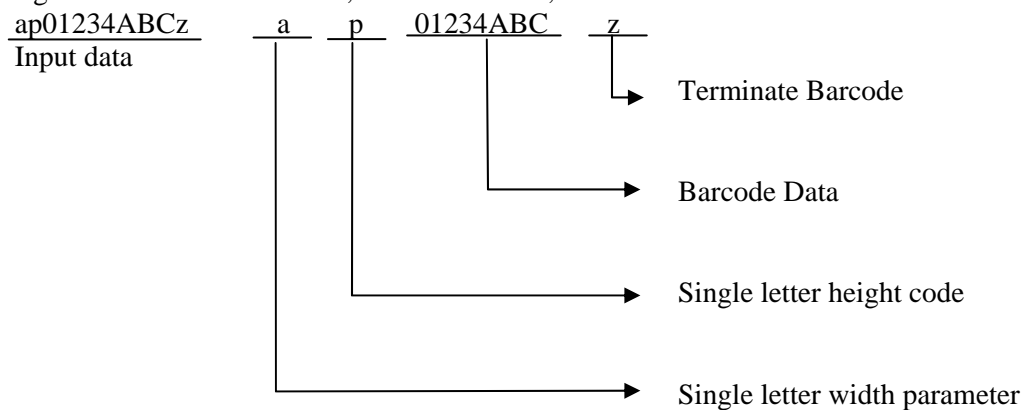 ap01234ABCz a p 01234ABC z
Input data
Terminate Barcode
Barcode Data
Single letter height code
Single letter width parameter